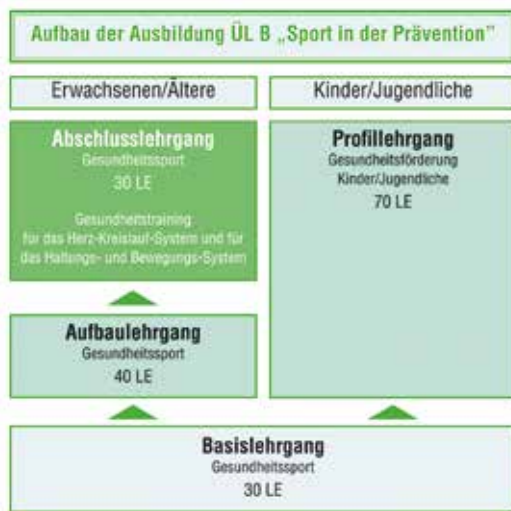 Aufbau der Ausbildung ÜL B „Sport in der Prävention"
Erwachsenen/Ältere
Kinder/Jugendliche
Abschlusslehrgang
Gesundheitssport
30 LE
Gesundheitstraining
für das Herz-Kreislauf-System und für
das Haltungs- und Bewegungs-System
Profillehrgang
Gesundheitsförderung
Kinder/Jugendliche
70 LE
Aufbaulehrgang
Gesundheitssport
40 LE
Basislehrgang
Gesundheitssport
30 LE